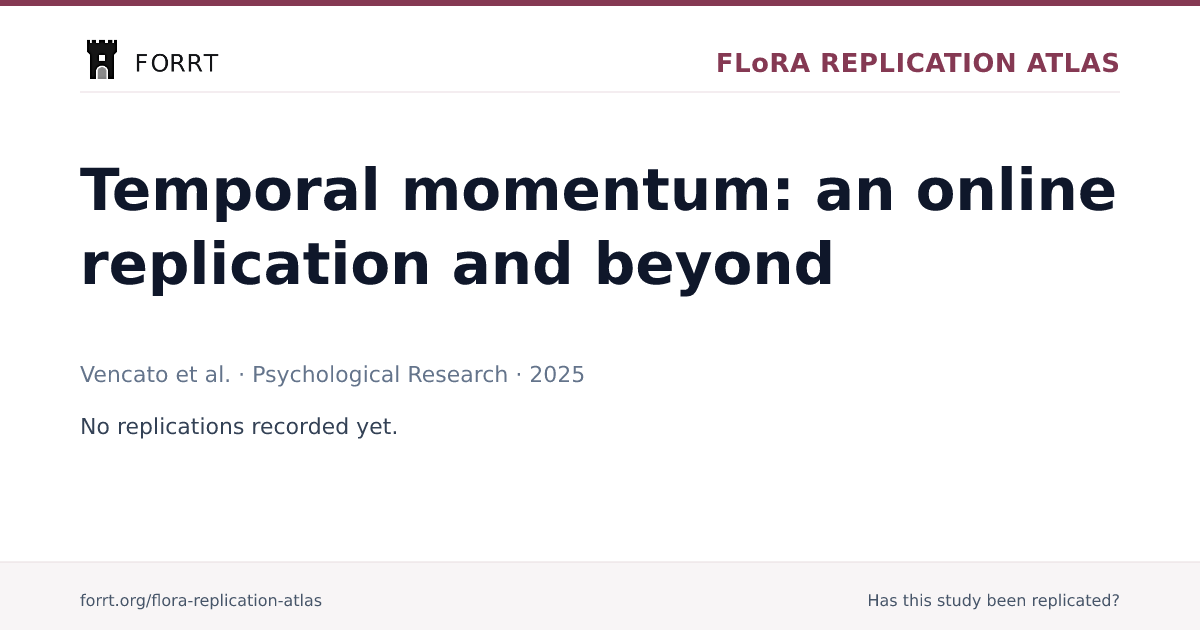 FORRT
FLoRA REPLICATION ATLAS
Temporal momentum: an online
replication and beyond
Vencato et al. · Psychological Research · 2025
No replications recorded yet.
forrt.org/flora-replication-atlas
Has this study been replicated?